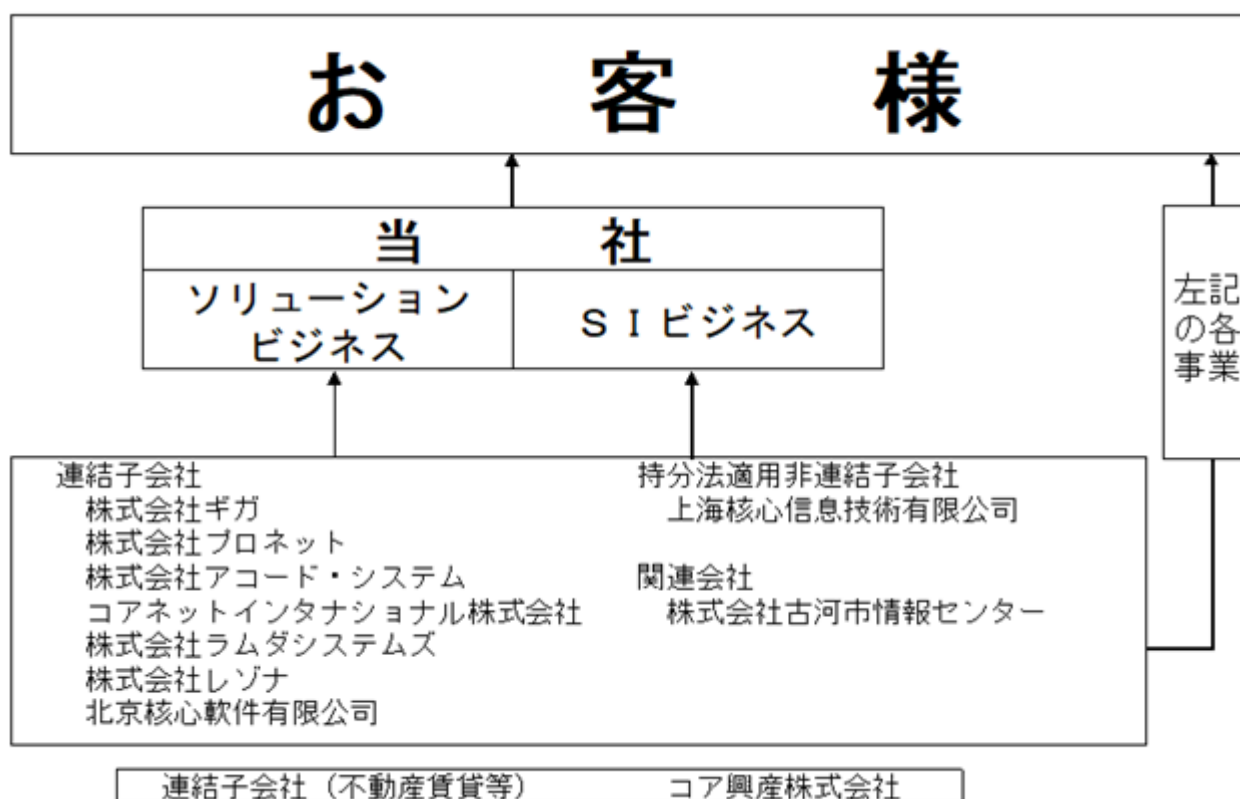 お客様
当社
ソリューション
ビジネス
ＳＩビジネス
左記
の各
事業
連結子会社
株式会社ギガ
株式会社プロネット
株式会社アコード・システム
コアネットインタナショナル株式会社
株式会社ラムダシステムズ
株式会社レゾナ
北京核心軟件有限公司
持分法適用非連結子会社
上海核心信息技術有限公司
関連会社
株式会社古河市情報センター
連結子会社（不動産賃貸等） コア興産株式会社